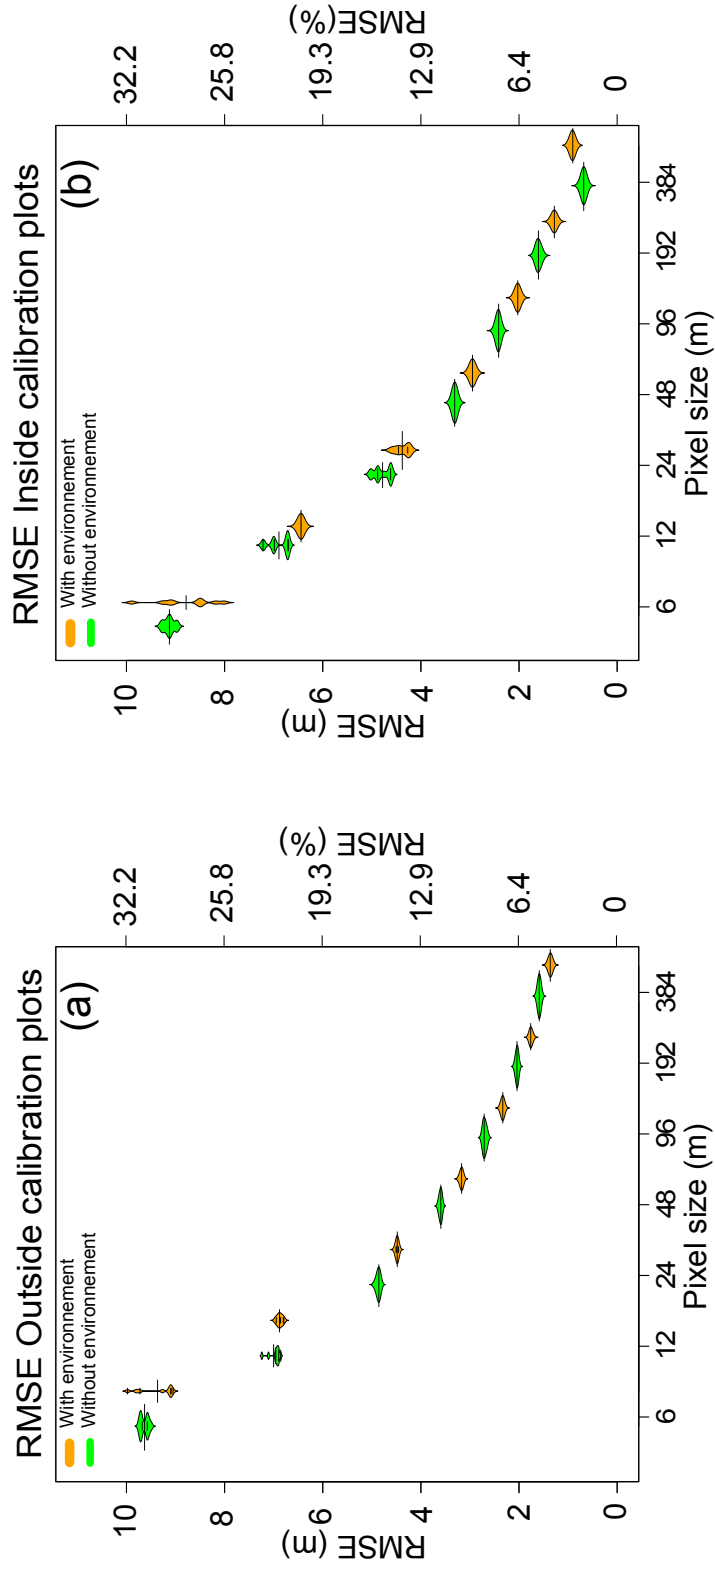 RMSE Outside calibration plots
(a)
With environnement
Without environnement
RMSE (m)
10
8
6
4
2
0
RMSE (%)
32.2
25.8
19.3
12.9
6.4
0
6
12
24
48
96
192
384
Pixel size (m)
RMSE Inside calibration plots
(b)
With environnement
Without environnement
RMSE (m)
10
8
6
4
2
0
RMSE(%)
32.2
25.8
19.3
12.9
6.4
0
6
12
24
48
96
192
384
Pixel size (m)